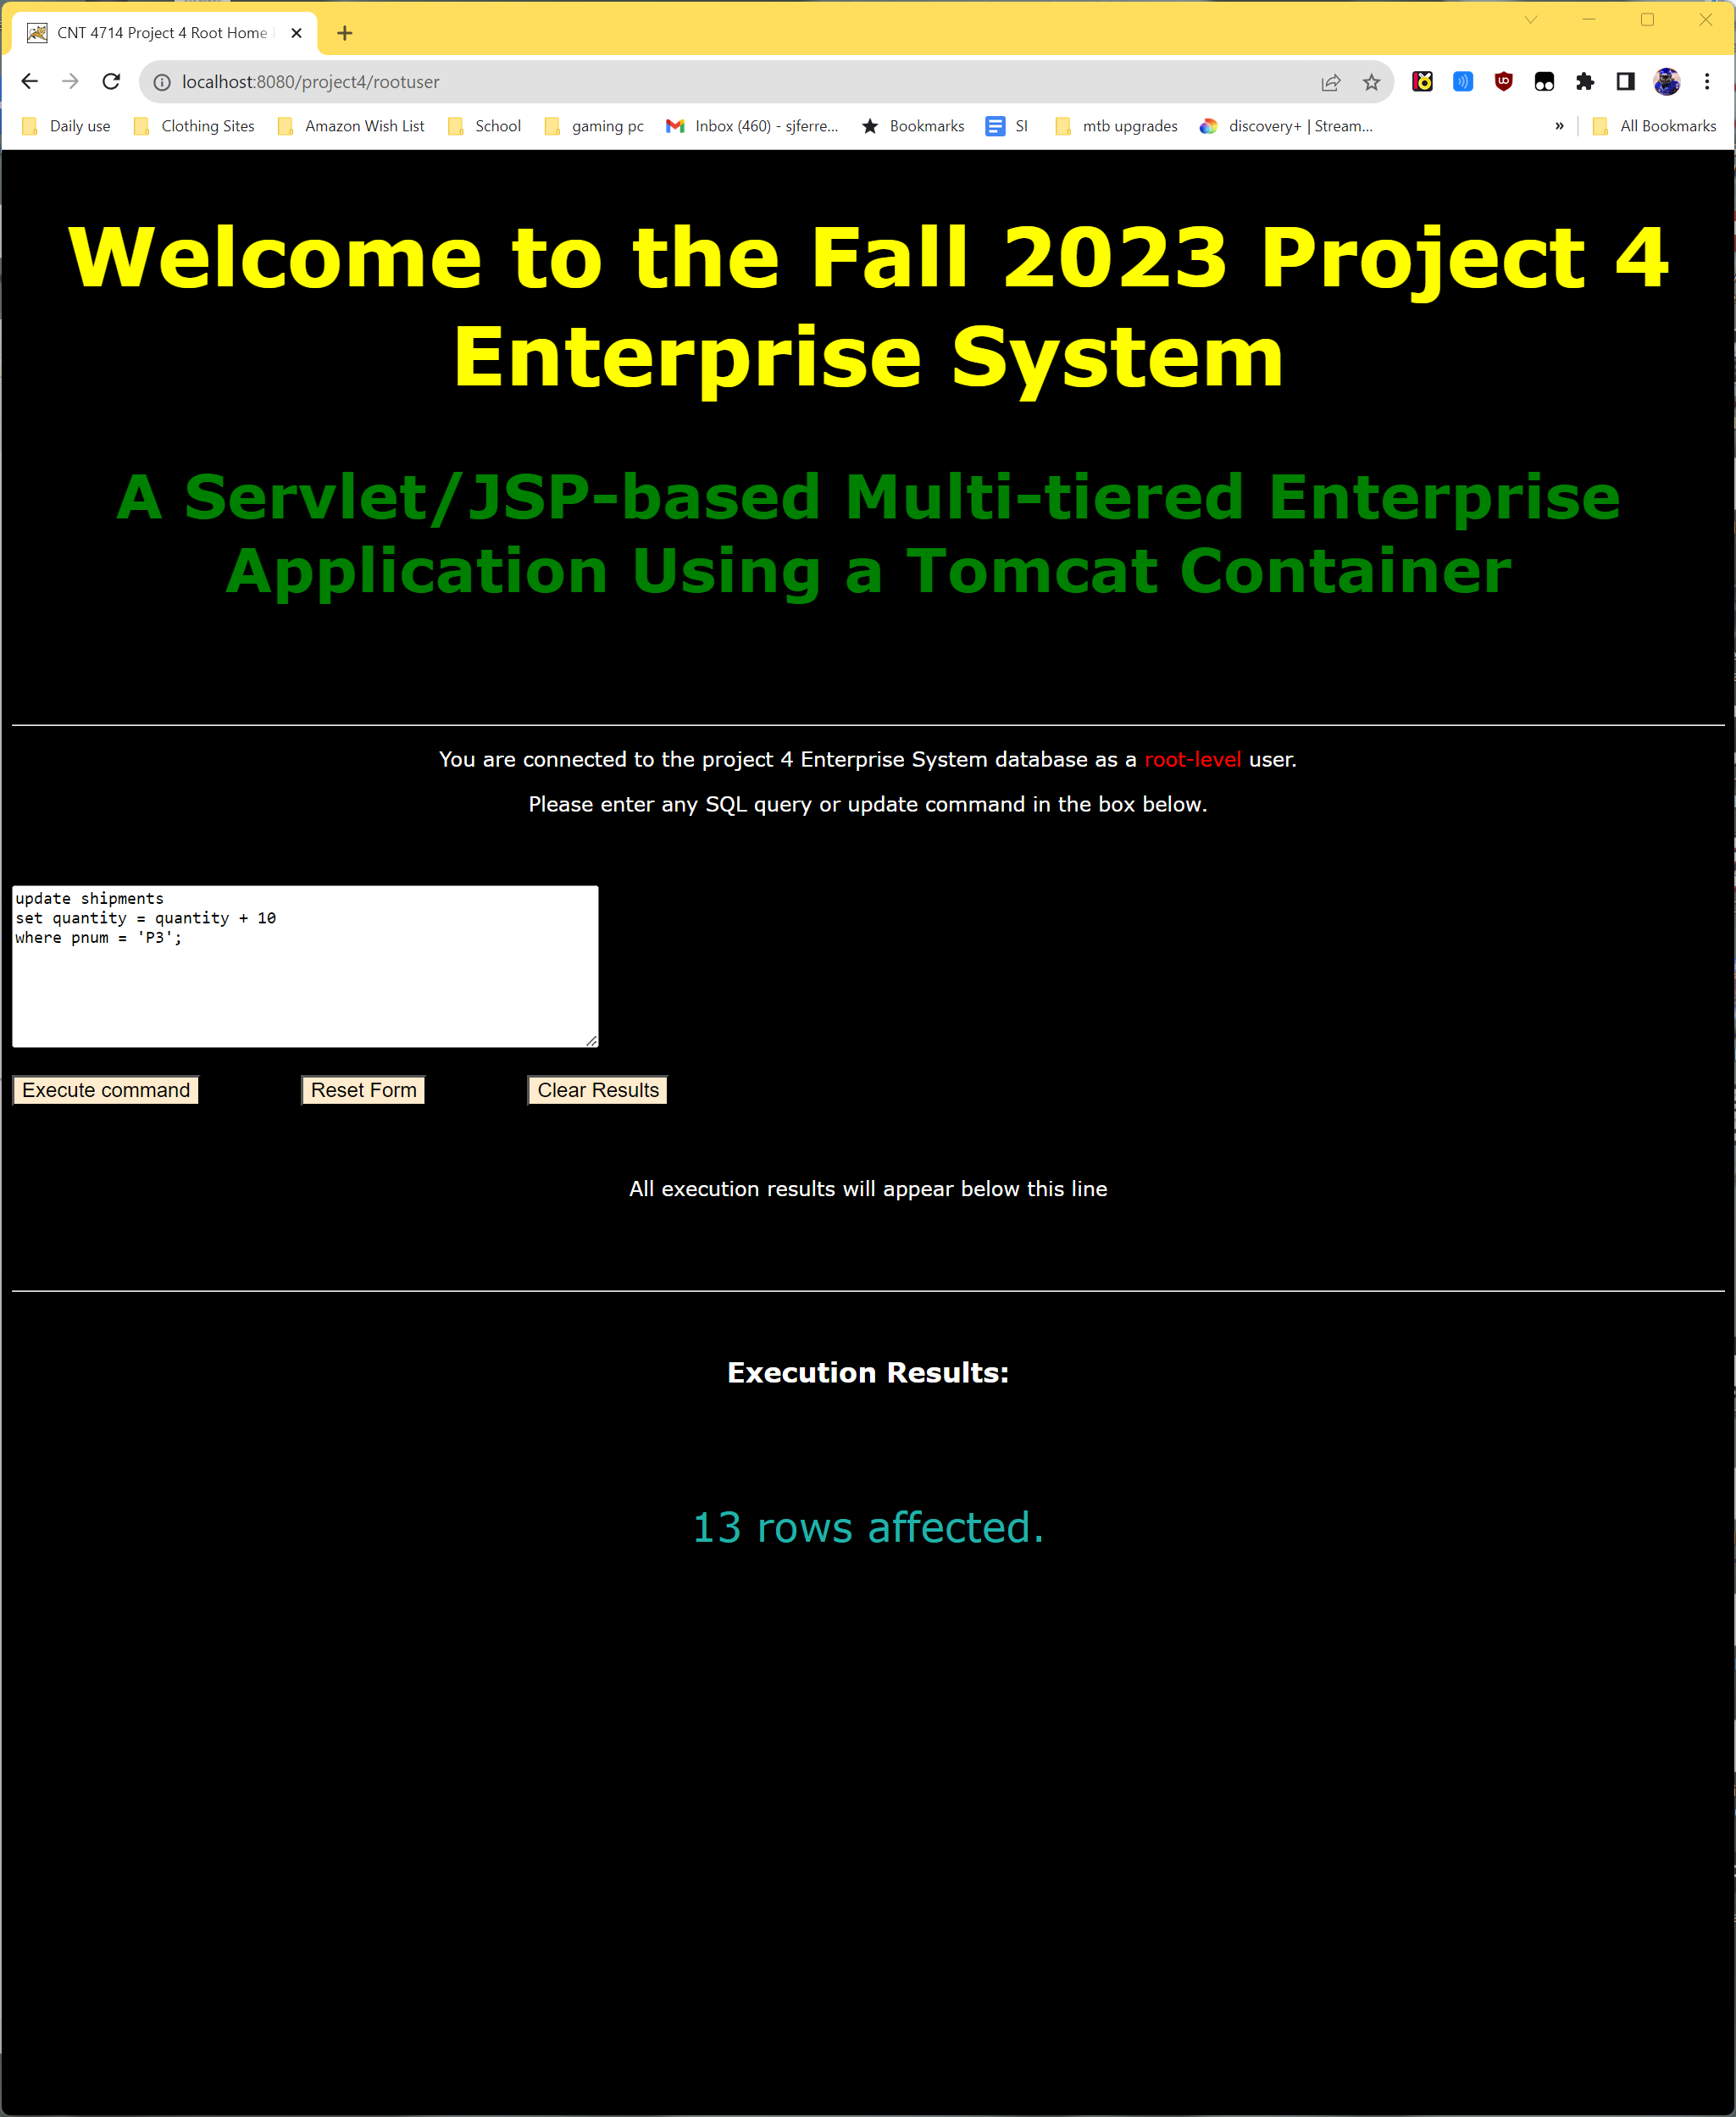 CNT 4714 Project 4 Root Home
localhost:8080/project4/rootuser
Daily use Clothing Sites Amazon Wish List School gaming pc Inbox (460) - sjferre... Bookmarks SI mtb upgrades discovery+ | Stream... » All Bookmarks
Welcome to the Fall 2023 Project 4
Enterprise System
A Servlet/JSP-based Multi-tiered Enterprise
Application Using a Tomcat Container
You are connected to the project 4 Enterprise System database as a root-level user.
Please enter any SQL query or update command in the box below.
update shipments
set quantity = quantity + 10
where pnum = 'P3';
Execute command Reset Form Clear Results
All execution results will appear below this line
Execution Results:
13 rows affected.